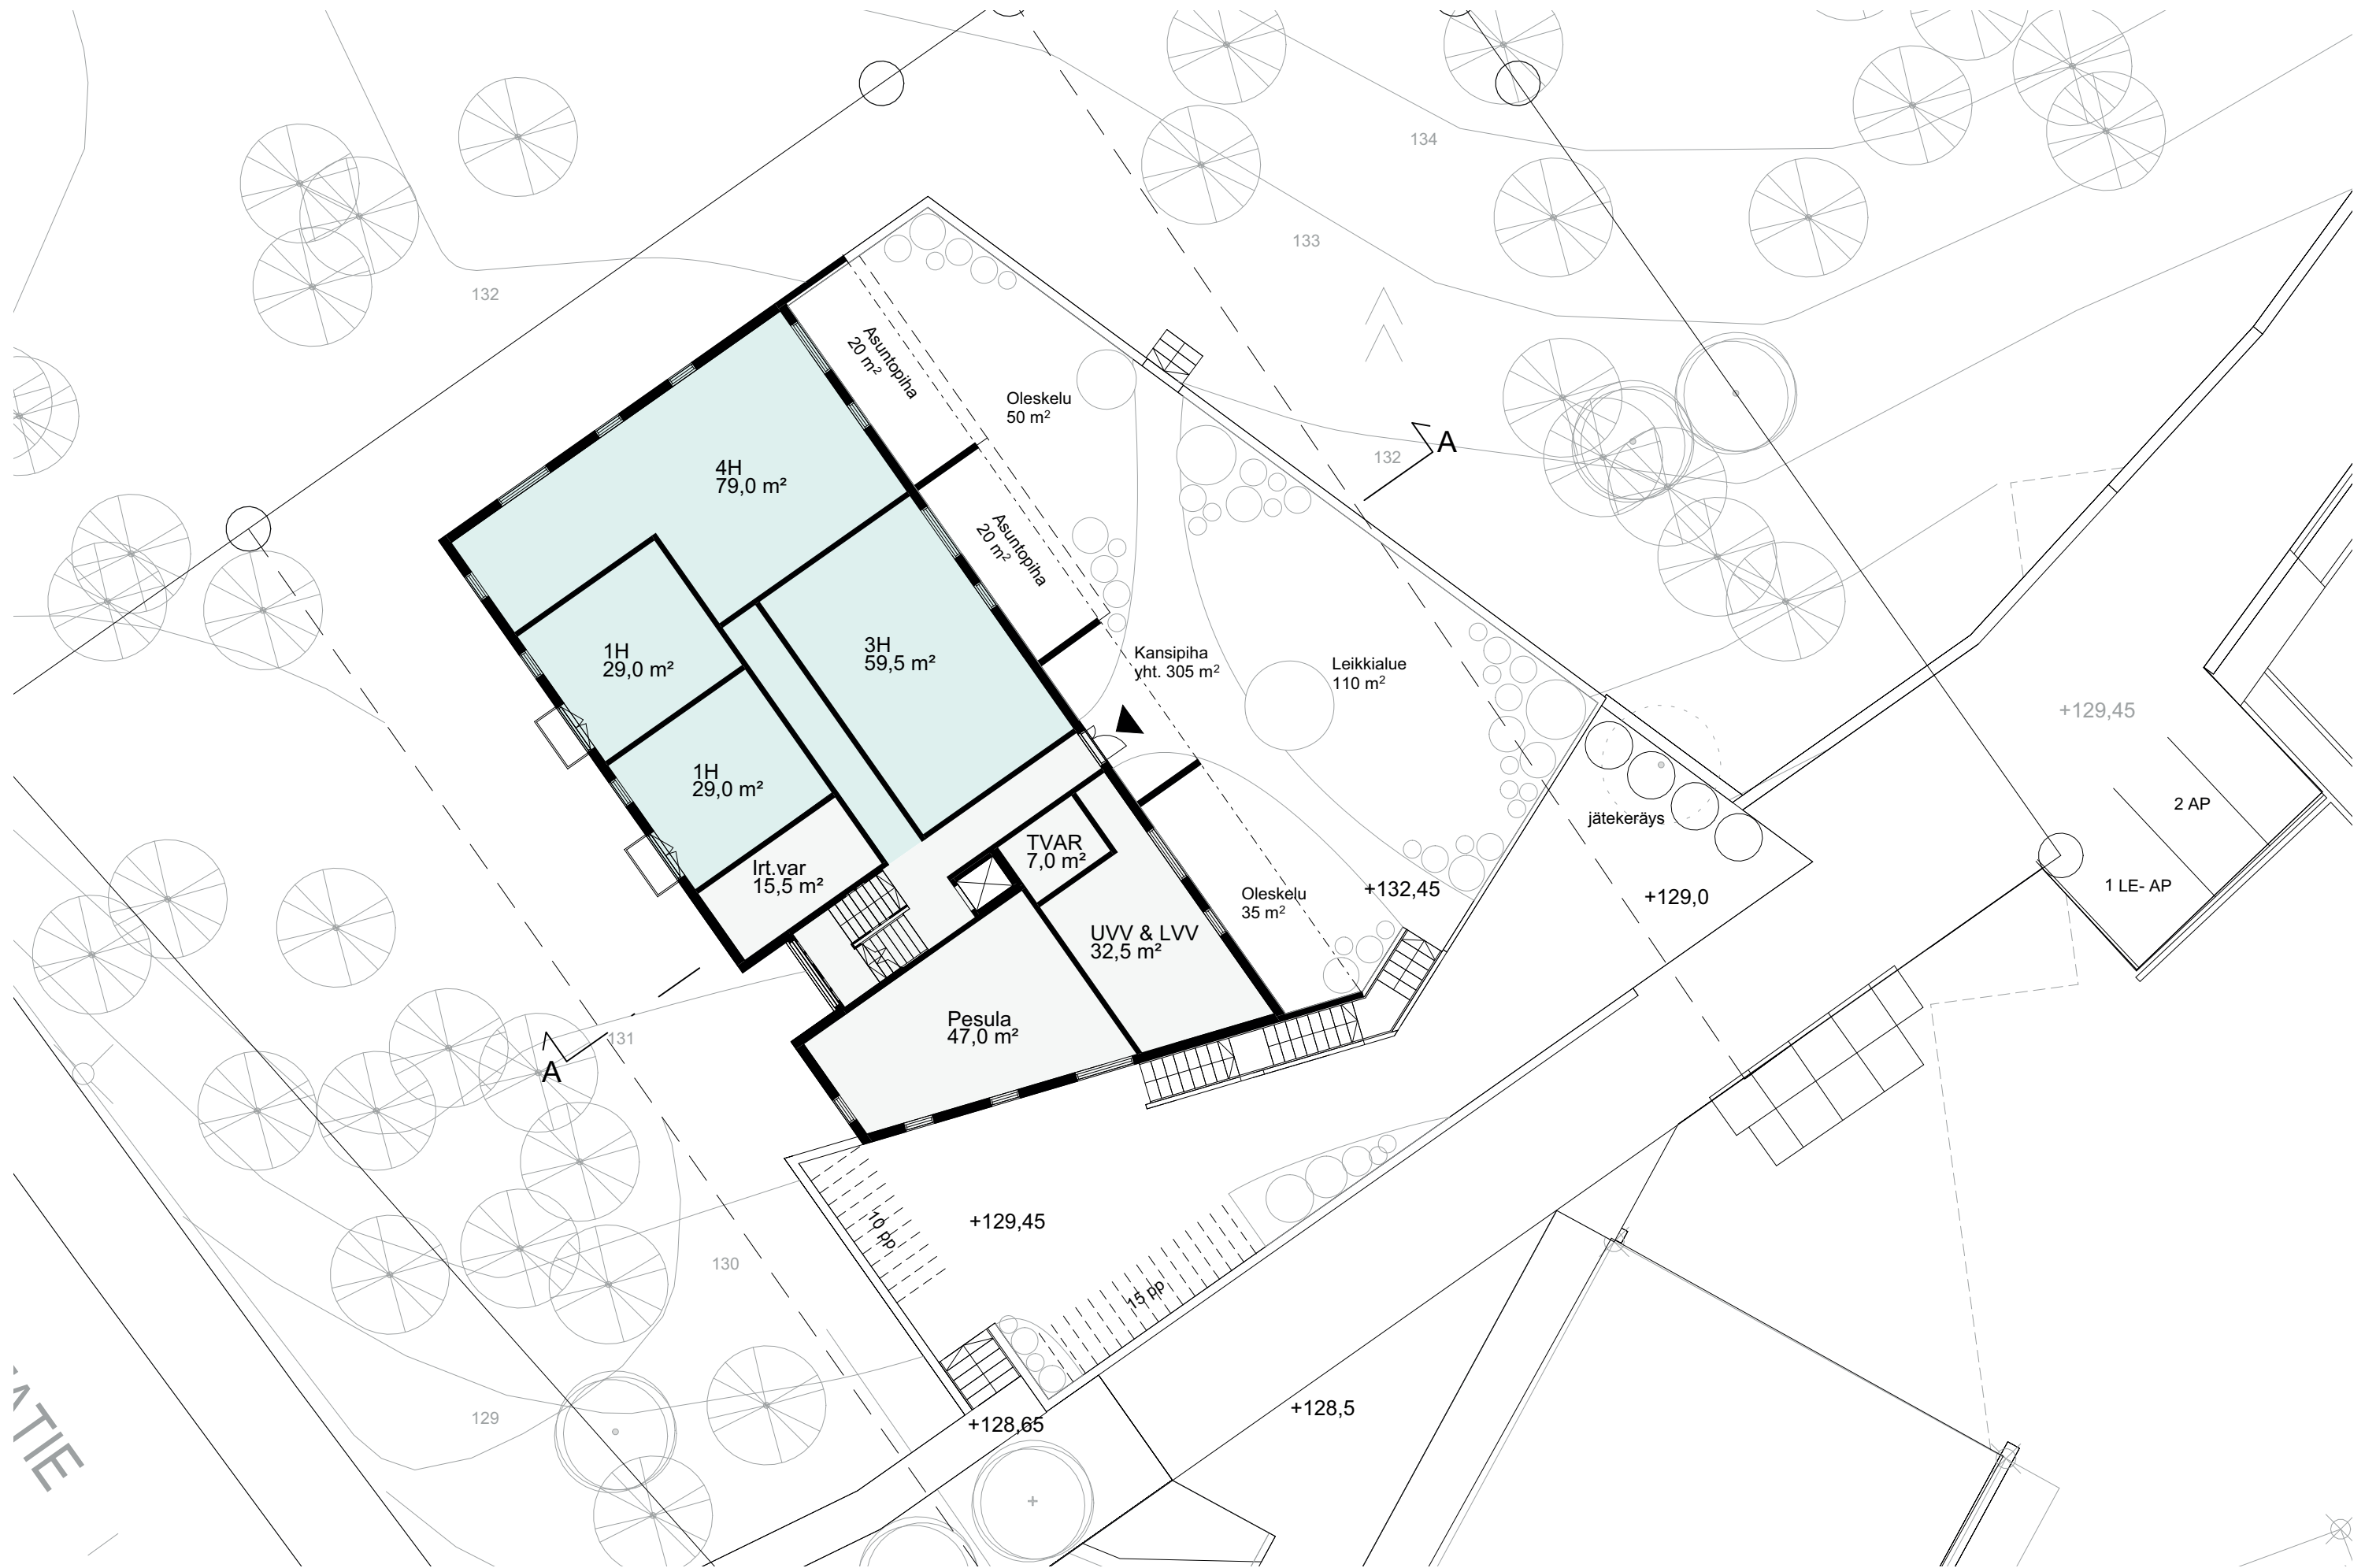 134
133
132
Asuntopiha
20 m²
Oleskelu
50 m²
A
132
4H
79,0 m²
Asuntopiha
20 m²
3H
59,5 m²
1H
29,0 m²
Kansipiha
yht. 305 m²
Leikkialue
110 m²
+129,45
1H
29,0 m²
2 AP
jätekeräys
TVAR
7,0 m²
Irt.var
15,5 m²
1 LE- AP
+132,45
Oleskelu
35 m²
+129,0
UVV & LVV
32,5 m²
Pesula
47,0 m²
131
A
10 pp
+129,45
130
15 pp
129
+128,65
+128,5
ATIE